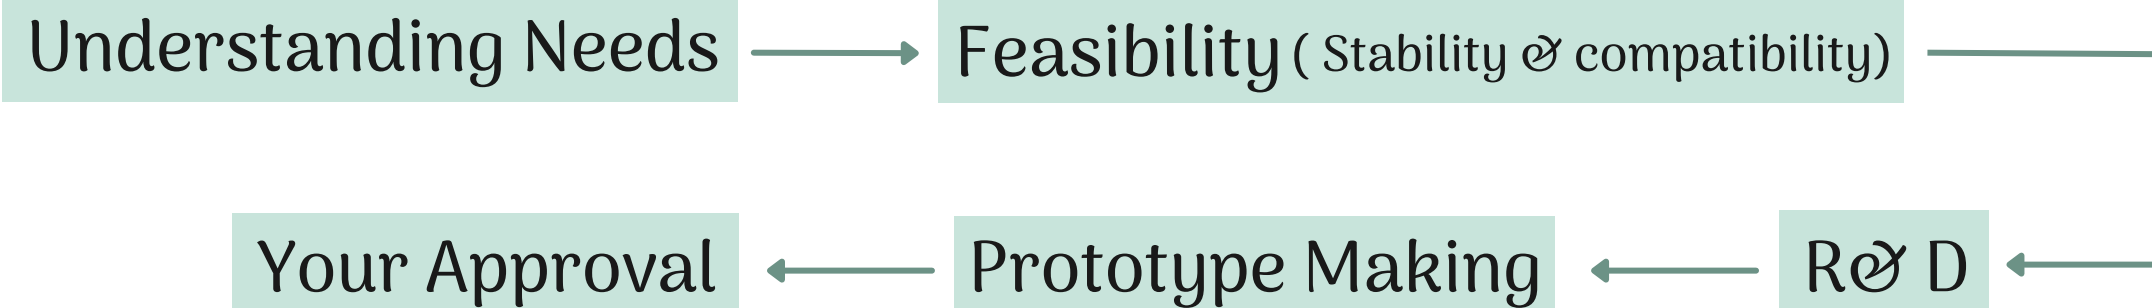 Understanding Needs
Feasibility ( Stability & compatibility)
R& D
Prototype Making
Your Approval